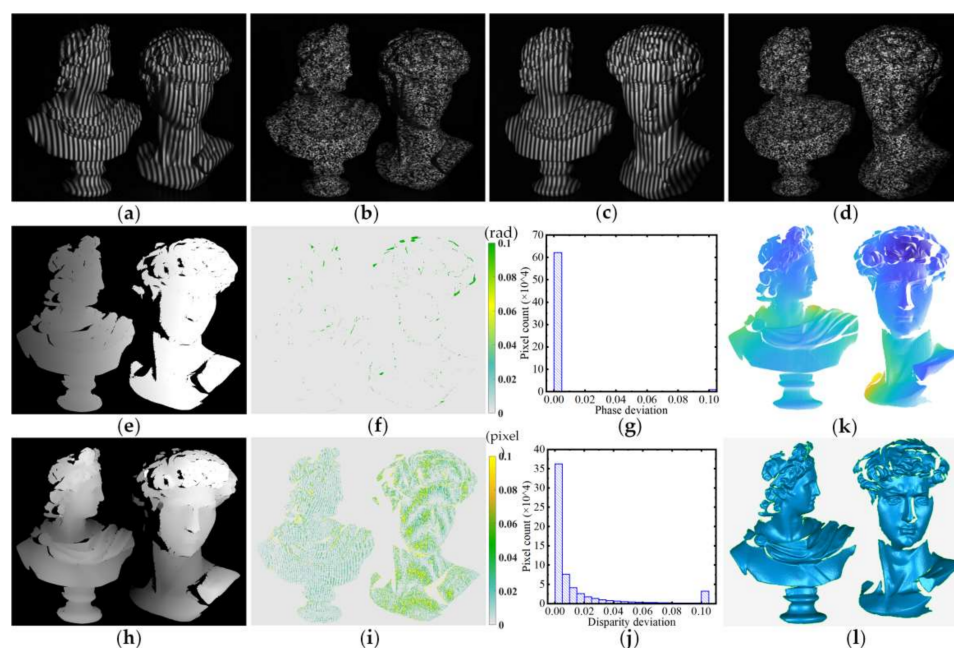 (a)
(b)
(c)
(d)
(rad
0.1
0.08
0.06
0.04
0.02
0
70
60
50
40
30
20
10
0
Pixel count (×10^4)
0.00 0.02 0.04 0.06 0.08 0.10
Phase deviation
(e)
(f)
(g)
(k)
(pixel
)
0.1
0.08
0.06
0.04
0.02
0
40
35
30
25
20
15
10
5
0
Pixel count (×10^4)
0.00 0.02 0.04 0.06 0.08 0.10
Disparity deviation
(h)
(i)
(j)
(l)